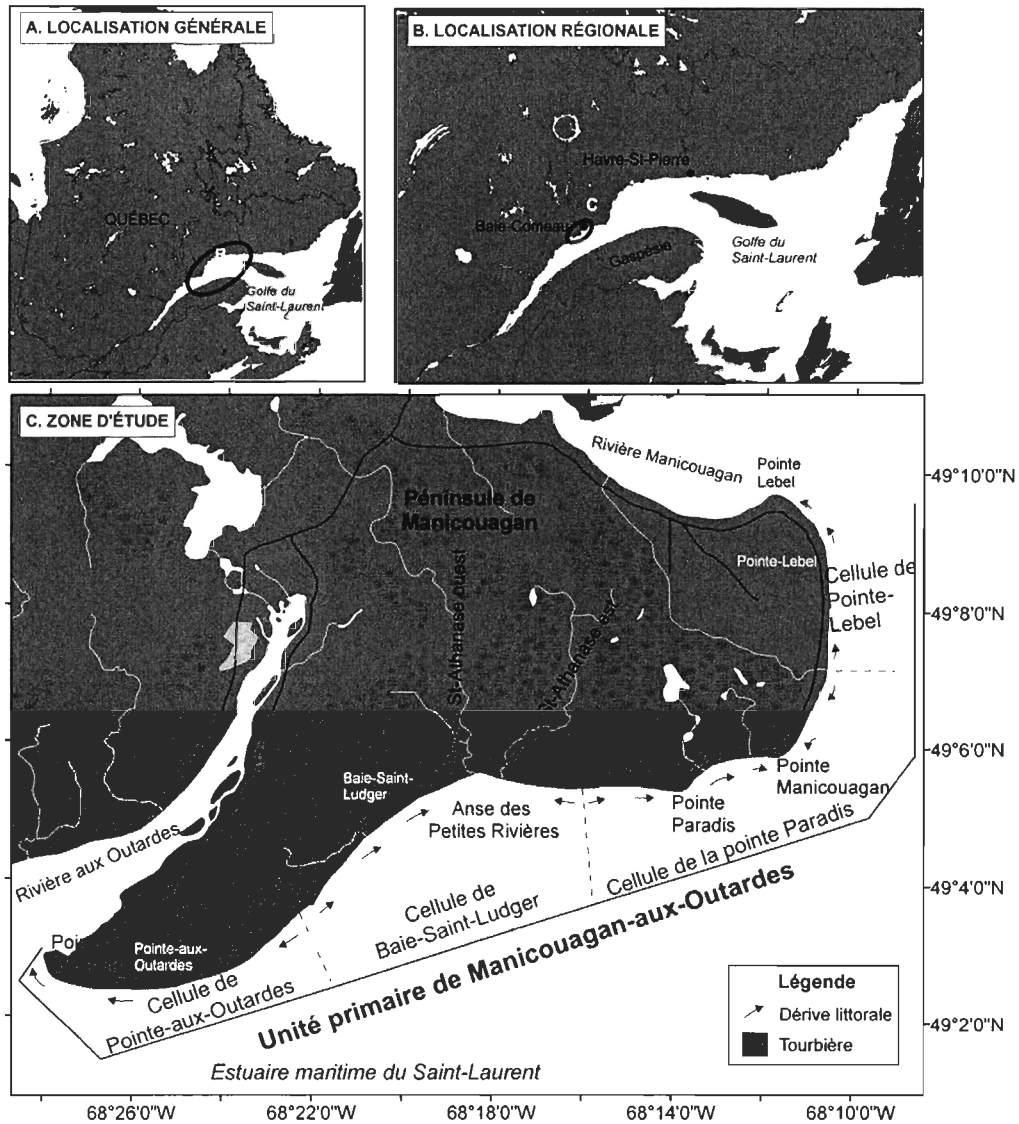 A. LOCALISATION GÉNÉRALE
QUÉBEC
Golfe du
Saint-Laurent
B. LOCALISATION RÉGIONALE
Havre-St-Pierre
C
Baie-Comeau
Gaspésie
Golfe du
Saint-Laurent
C. ZONE D'ÉTUDE
Rivière Manicouagan
Pointe
Lebel
Péninsule de
Manicouagan
Pointe-Lebel
Cellule de
Pointe-
Lebel
St-Athanase ouest
St-Athanase est
Baie-Saint-
Ludger
Anse des
Petites Rivières
Pointe
Paradis
Pointe
Manicouagan
Rivière aux Outardes
Cellule de la pointe Paradis
Cellule de
Baie-Saint-Ludger
Pointe-aux-
Outardes
Cellule de
Pointe-aux-Outardes
Unité primaire de Manicouagan-aux-Outardes
Estuaire maritime du Saint-Laurent
Légende
Dérive littorale
Tourbière
49°10'0"N
49°8'0"N
49°6'0"N
49°4'0"N
49°2'0"N
68°26'0"W
68°22'0"W
68°18'0"W
68°14'0"W
68°10'0"W